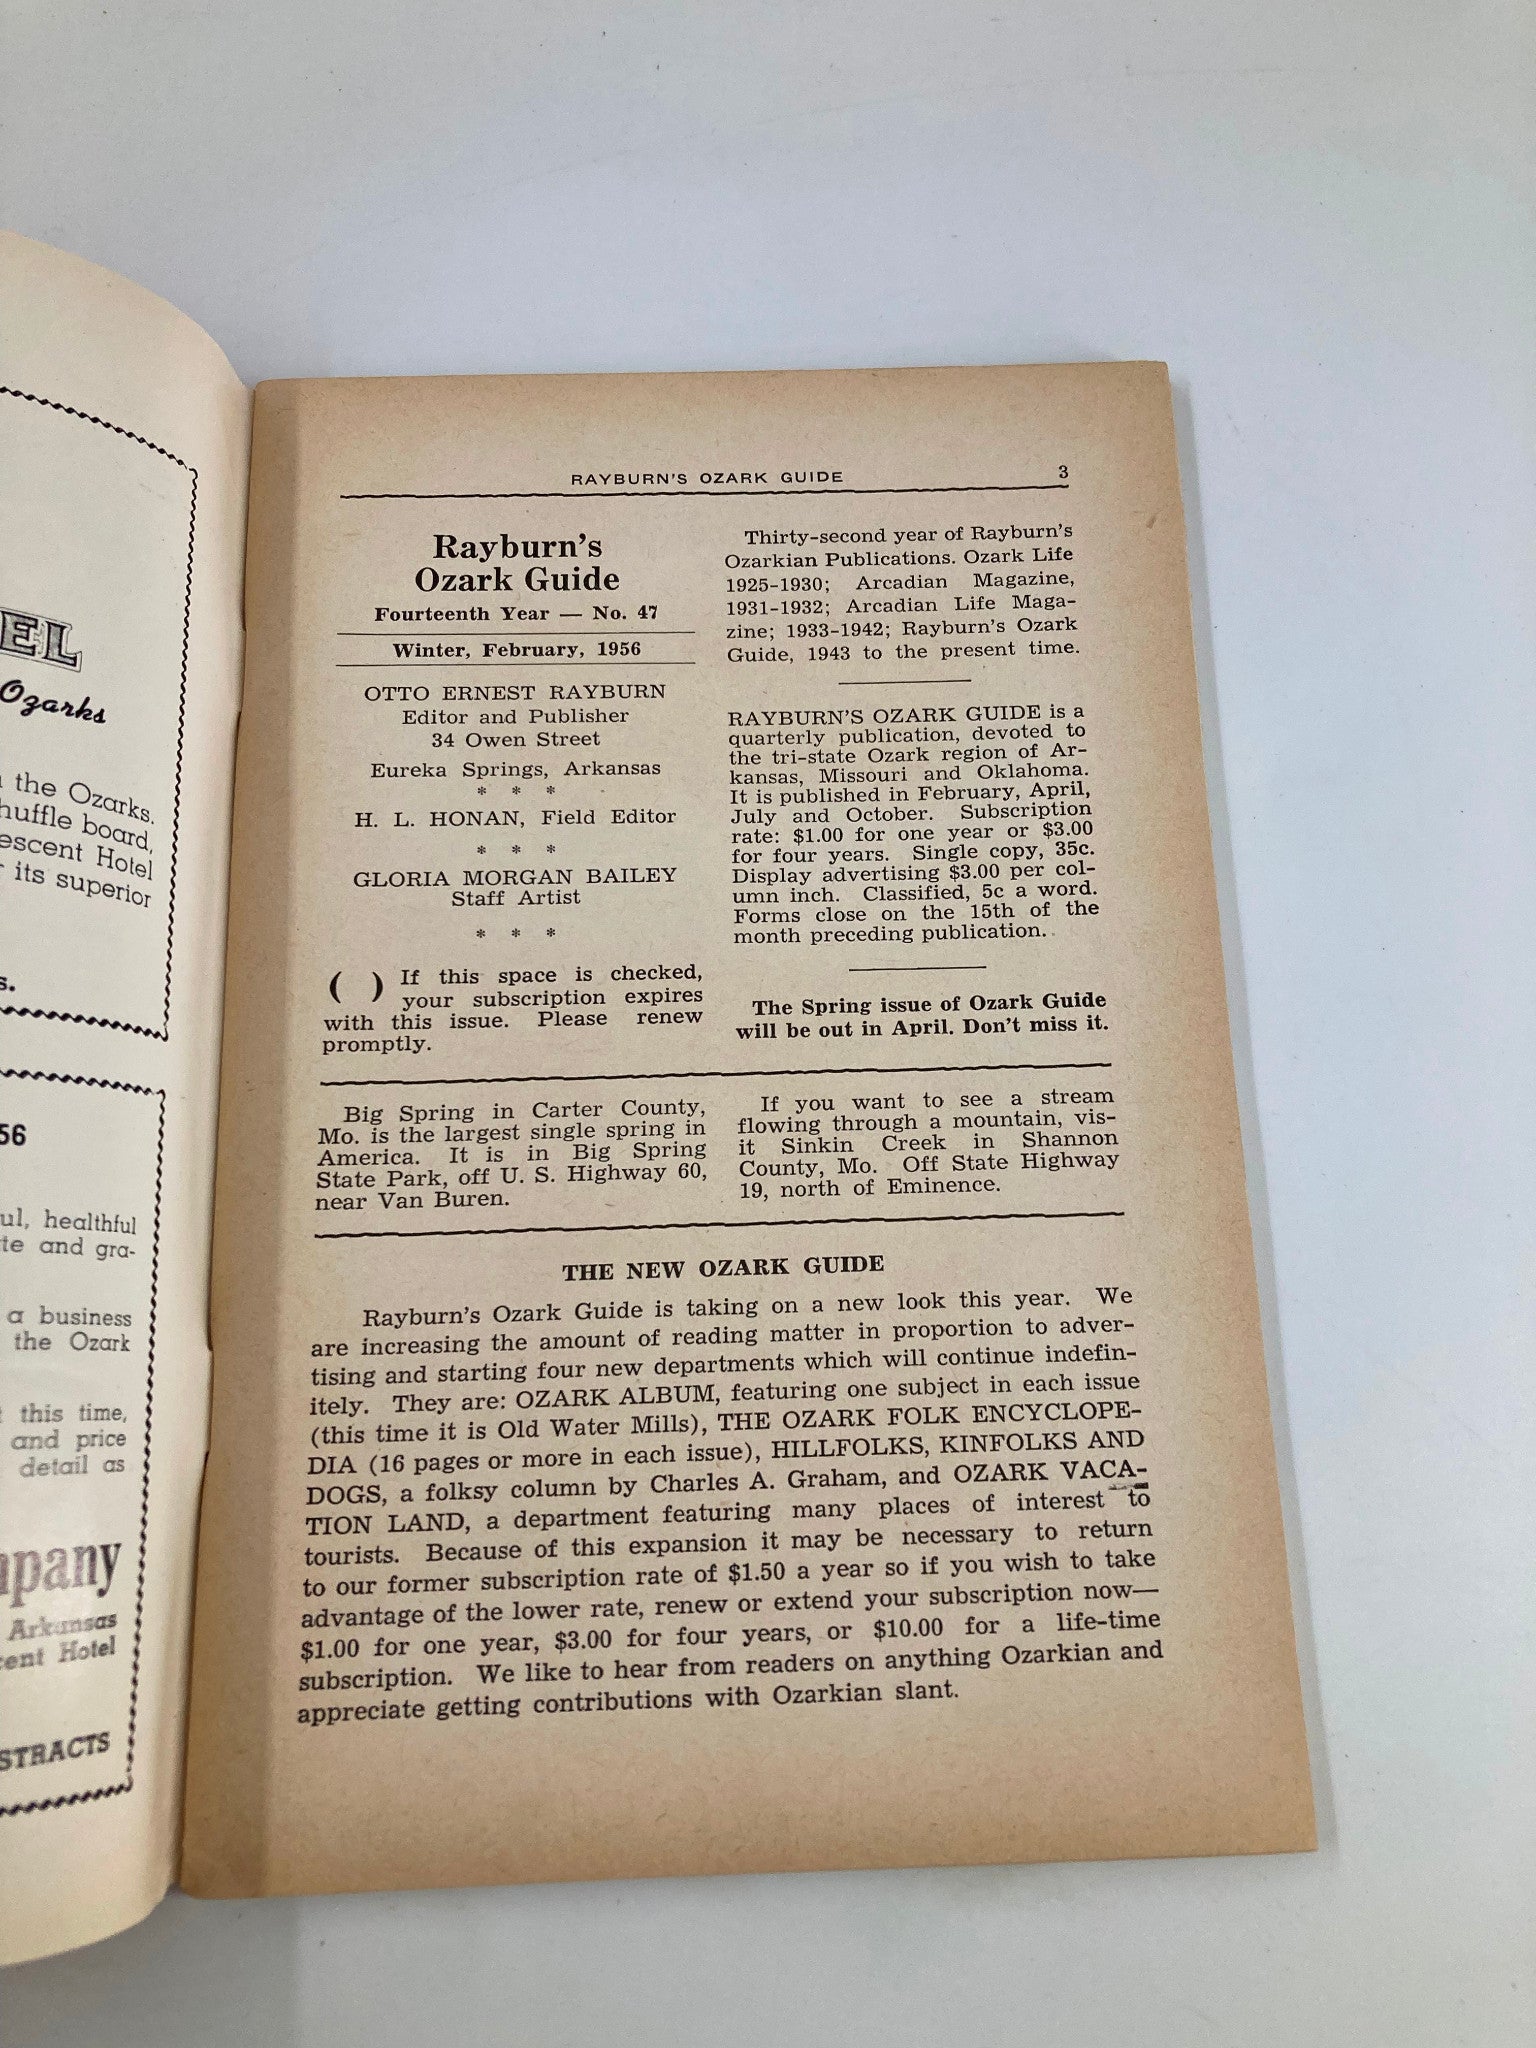 EL
Ozarks
the Ozarks.
huffle board,
escent Hotel
its superior
s.
56
ul, healthful
te and gra-
a business
the Ozark
this time,
and price
detail as
mpany
Arkansas
cent Hotel
STRACTS
RAYBURN'S OZARK GUIDE 3
Rayburn's
Ozark Guide
Fourteenth Year — No. 47
Winter, February, 1956
OTTO ERNEST RAYBURN
Editor and Publisher
34 Owen Street
Eureka Springs, Arkansas
* * *
H. L. HONAN, Field Editor
* * *
GLORIA MORGAN BAILEY
Staff Artist
* * *
( ) If this space is checked,
your subscription expires
with this issue. Please renew
promptly.
Thirty-second year of Rayburn's
Ozarkian Publications. Ozark Life
1925-1930; Arcadian Magazine,
1931-1932; Arcadian Life Maga-
zine; 1933-1942; Rayburn's Ozark
Guide, 1943 to the present time.
RAYBURN'S OZARK GUIDE is a
quarterly publication, devoted to
the tri-state Ozark region of Ar-
kansas, Missouri and Oklahoma.
It is published in February, April,
July and October. Subscription
rate: $1.00 for one year or $3.00
for four years. Single copy, 35c.
Display advertising $3.00 per col-
umn inch. Classified, 5c a word.
Forms close on the 15th of the
month preceding publication.
The Spring issue of Ozark Guide
will be out in April. Don't miss it.
Big Spring in Carter County,
Mo. is the largest single spring in
America. It is in Big Spring
State Park, off U. S. Highway 60,
near Van Buren.
If you want to see a stream
flowing through a mountain, vis-
it Sinkin Creek in Shannon
County, Mo. Off State Highway
19, north of Eminence.
THE NEW OZARK GUIDE
Rayburn's Ozark Guide is taking on a new look this year. We
are increasing the amount of reading matter in proportion to adver-
tising and starting four new departments which will continue indefin-
itely. They are: OZARK ALBUM, featuring one subject in each issue
(this time it is Old Water Mills), THE OZARK FOLK ENCYCLOPE-
DIA (16 pages or more in each issue), HILLFOLKS, KINFOLKS AND
DOGS, a folksy column by Charles A. Graham, and OZARK VACA-
TION LAND, a department featuring many places of interest to
tourists. Because of this expansion it may be necessary to return
to our former subscription rate of $1.50 a year so if you wish to take
advantage of the lower rate, renew or extend your subscription now—
$1.00 for one year, $3.00 for four years, or $10.00 for a life-time
subscription. We like to hear from readers on anything Ozarkian and
appreciate getting contributions with Ozarkian slant.